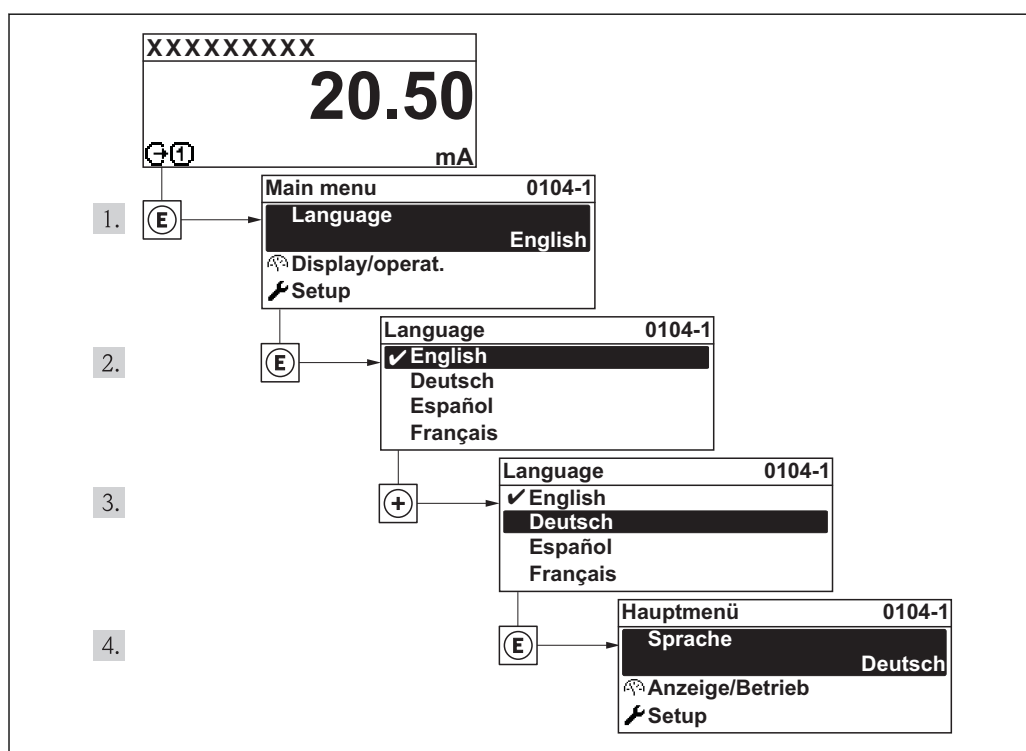 XXXXXXXXX
20.50
1 mA
1. E
Main menu 0104-1
Language
English
Display/operat.
Setup
2. E
Language 0104-1
✔English
Deutsch
Español
Français
3. +
Language 0104-1
✔English
Deutsch
Español
Français
4. E
Hauptmenü 0104-1
Sprache
Deutsch
Anzeige/Betrieb
Setup